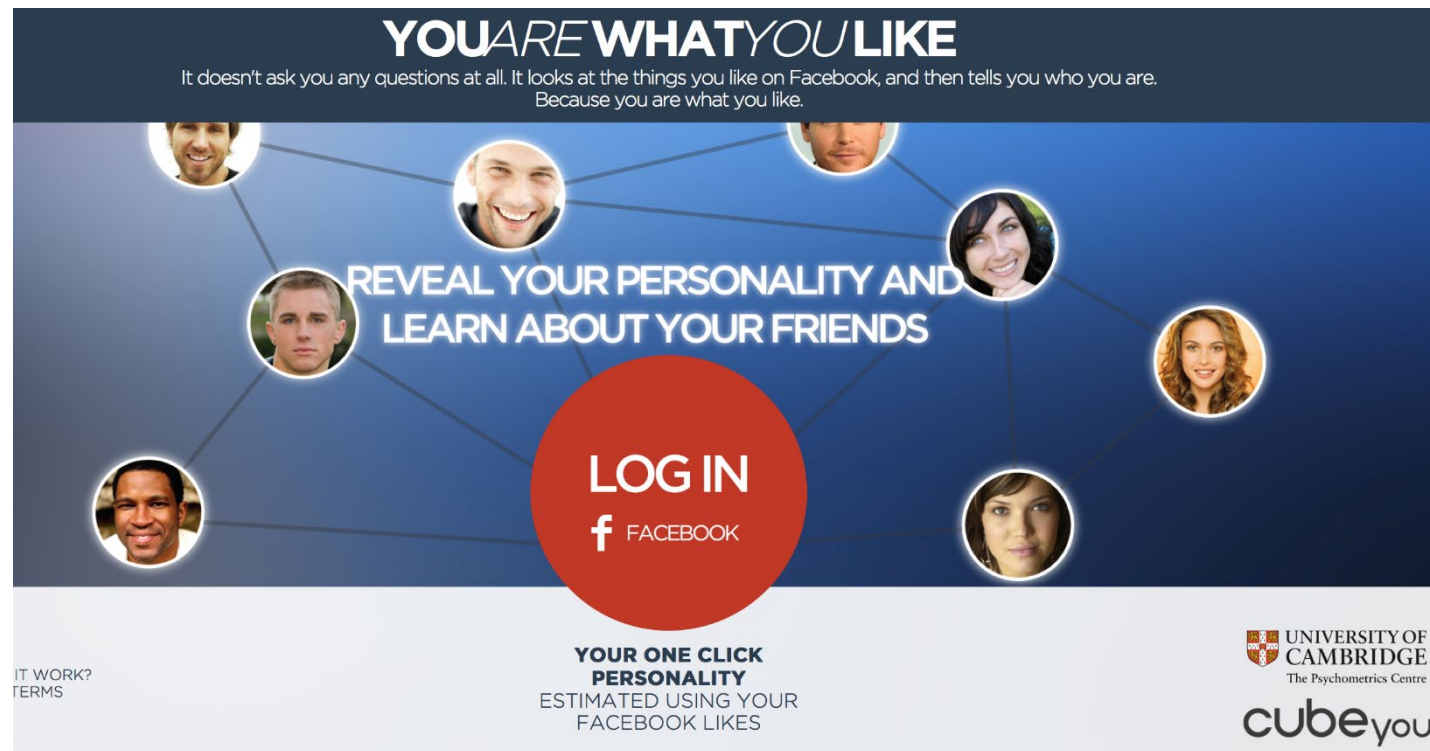 YOUAREWHATYOULIKE
It doesn't ask you any questions at all. It looks at the things you like on Facebook, and then tells you who you are.
Because you are what you like.
REVEAL YOUR PERSONALITY AND
LEARN ABOUT YOUR FRIENDS
LOG IN
f FACEBOOK
YOUR ONE CLICK
PERSONALITY
ESTIMATED USING YOUR
FACEBOOK LIKES
IT WORK?
TERMS
UNIVERSITY OF
CAMBRIDGE
The Psychometrics Centre
cubeyou